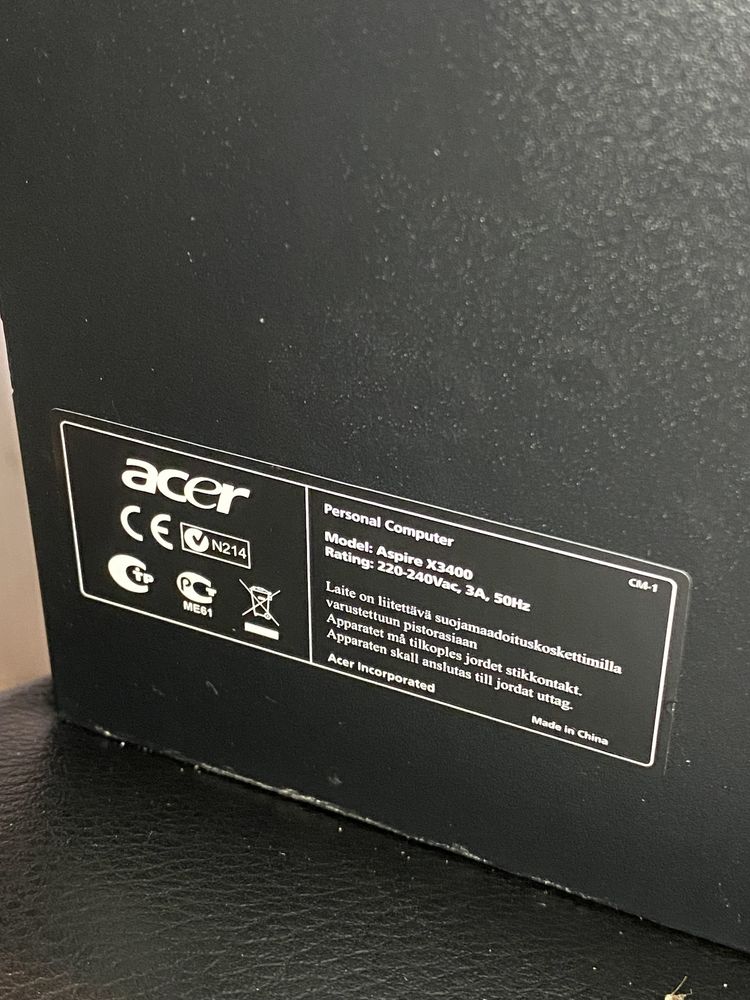 acer
CE N214
PG
ME61
Personal Computer
CM-1
Model: Aspire X3400
Rating: 220-240Vac, 3A, 50Hz
Laite on liitettävä suojamaadoituskoskettimilla
varustettuun pistorasiaan
Apparatet må tilkoples jordet stikkontakt.
Apparaten skall anslutas till jordat uttag.
Acer Incorporated
Made in China